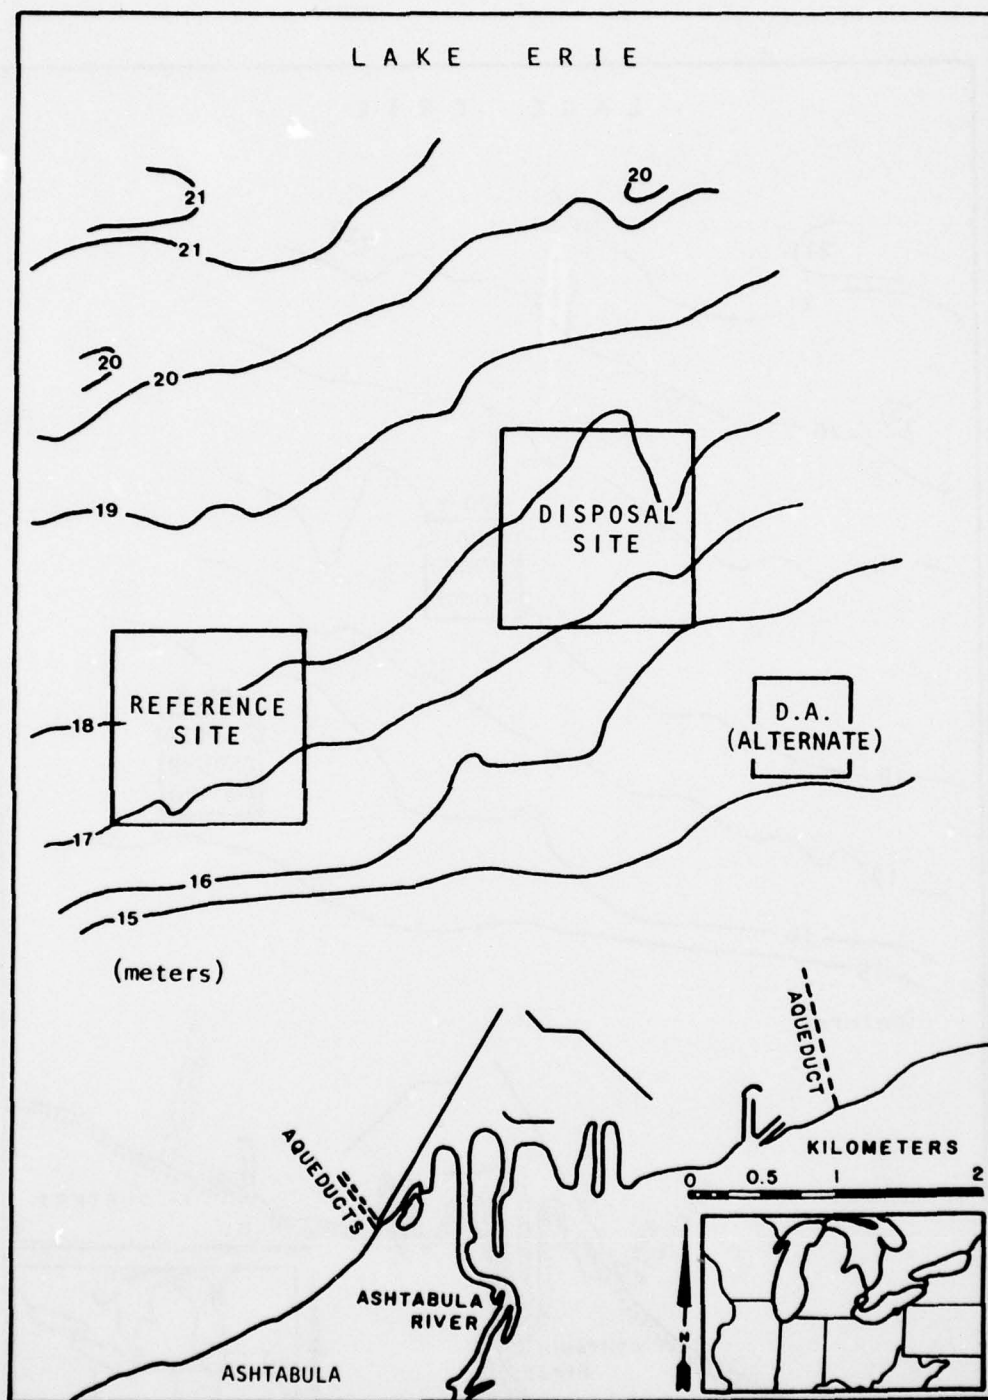 LAKE ERIE
20
21
21
20
20
19
DISPOSAL
SITE
REFERENCE
SITE
18
D.A.
(ALTERNATE)
17
16
15
(meters)
AQUEDUCT
AQUEDUCTS
KILOMETERS
0 0.5 1 2
N
ASHTABULA
RIVER
ASHTABULA